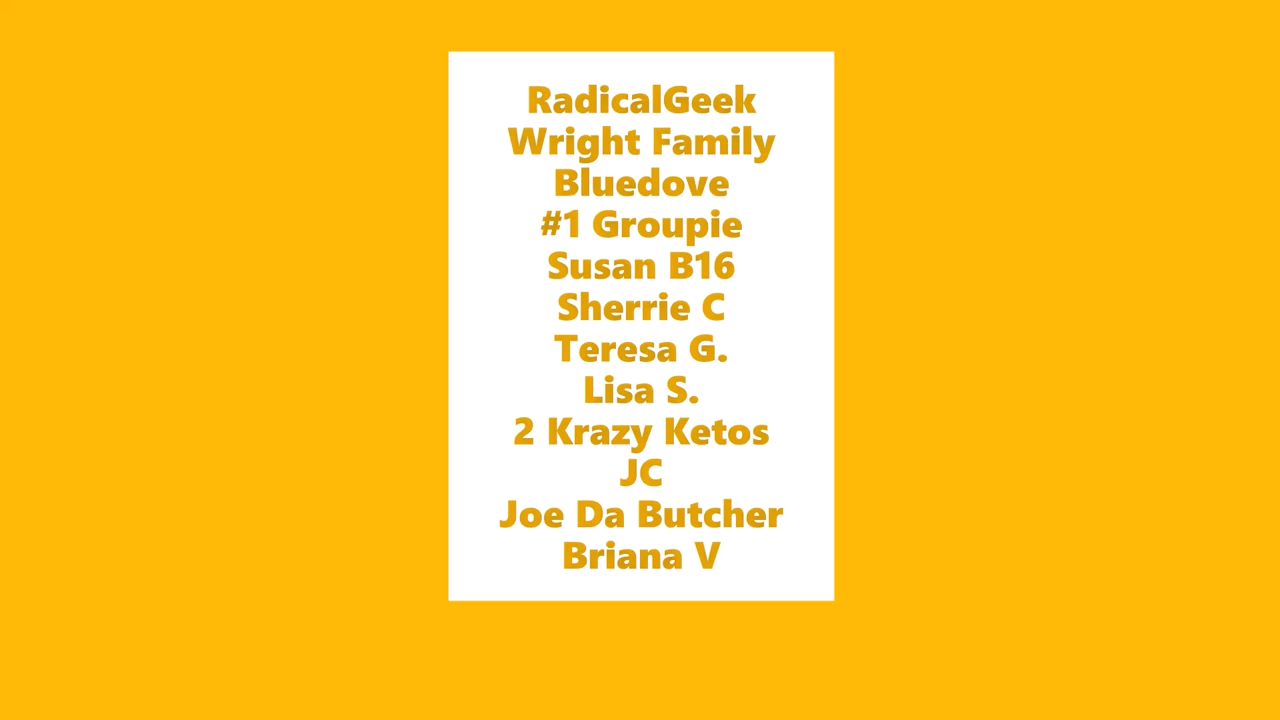 RadicalGeek
Wright Family
Bluedove
#1 Groupie
Susan B16
Sherrie C
Teresa G.
Lisa S.
2 Krazy Ketos
JC
Joe Da Butcher
Briana V